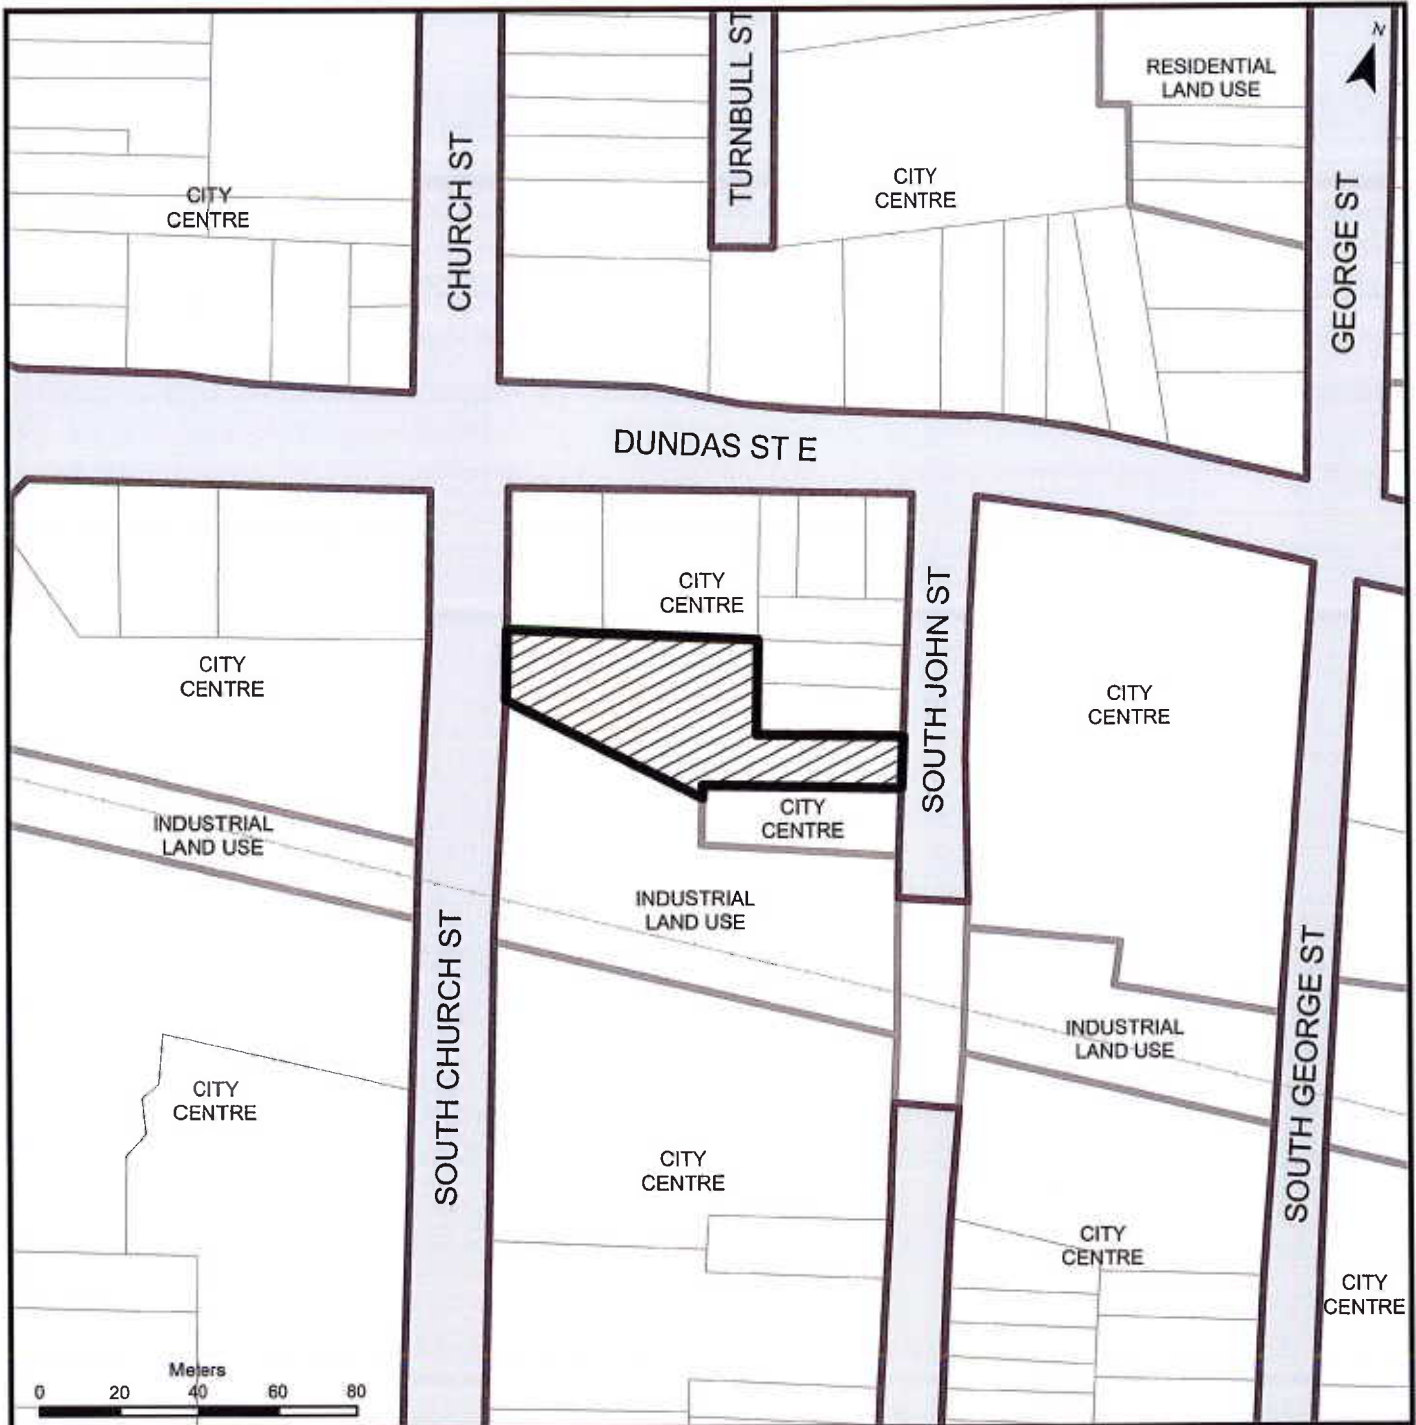 TURNBULL ST
N
RESIDENTIAL
LAND USE
CHURCH ST
CITY
CENTRE
CITY
CENTRE
GEORGE ST
DUNDAS ST E
CITY
CENTRE
SOUTH JOHN ST
CITY
CENTRE
CITY
CENTRE
CITY
CENTRE
INDUSTRIAL
LAND USE
INDUSTRIAL
LAND USE
SOUTH CHURCH ST
SOUTH GEORGE ST
INDUSTRIAL
LAND USE
CITY
CENTRE
CITY
CENTRE
CITY
CENTRE
CITY
CENTRE
Meters
0 20 40 60 80